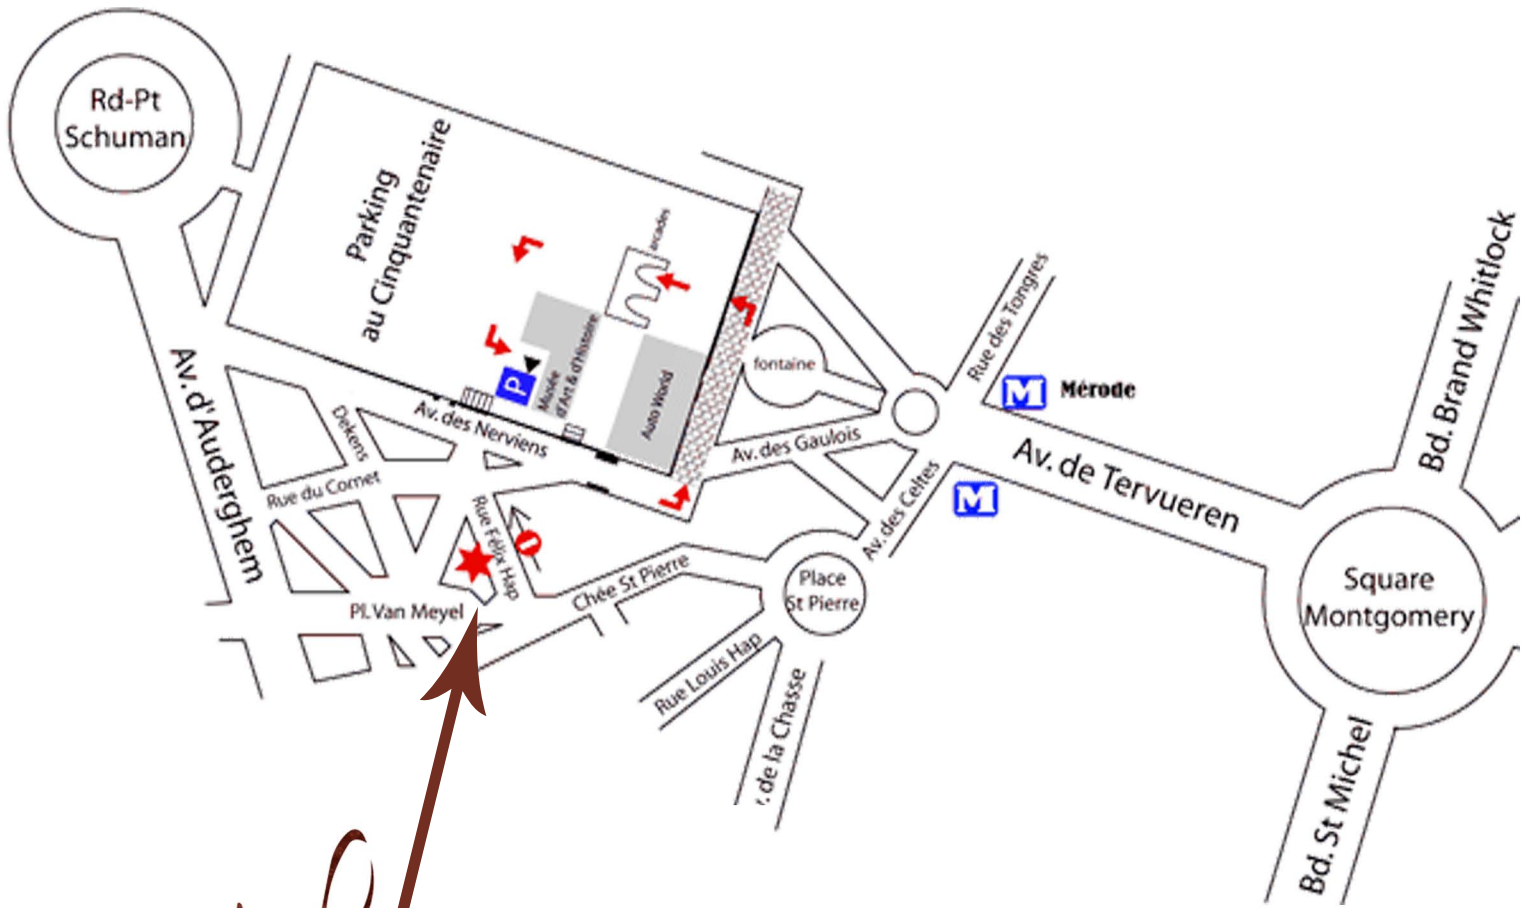 Rd-Pt
Schuman
Parking
au Cinquantenaire
arcades
Musée
d'Art & d'Histoire
Auto World
P
fontaine
Rue des Tongres
M Mérode
M
Bd. Brand Whitlock
Av. d'Auderghem
Dekens
Av. des Nerviens
Av. des Gaulois
Av. de Tervueren
Rue du Cornet
Rue Félix Hap
Av. des Celtes
Chée St Pierre
Place
St Pierre
Square
Montgomery
Pl. Van Meyel
Rue Louis Hap
. de la Chasse
Bd. St Michel